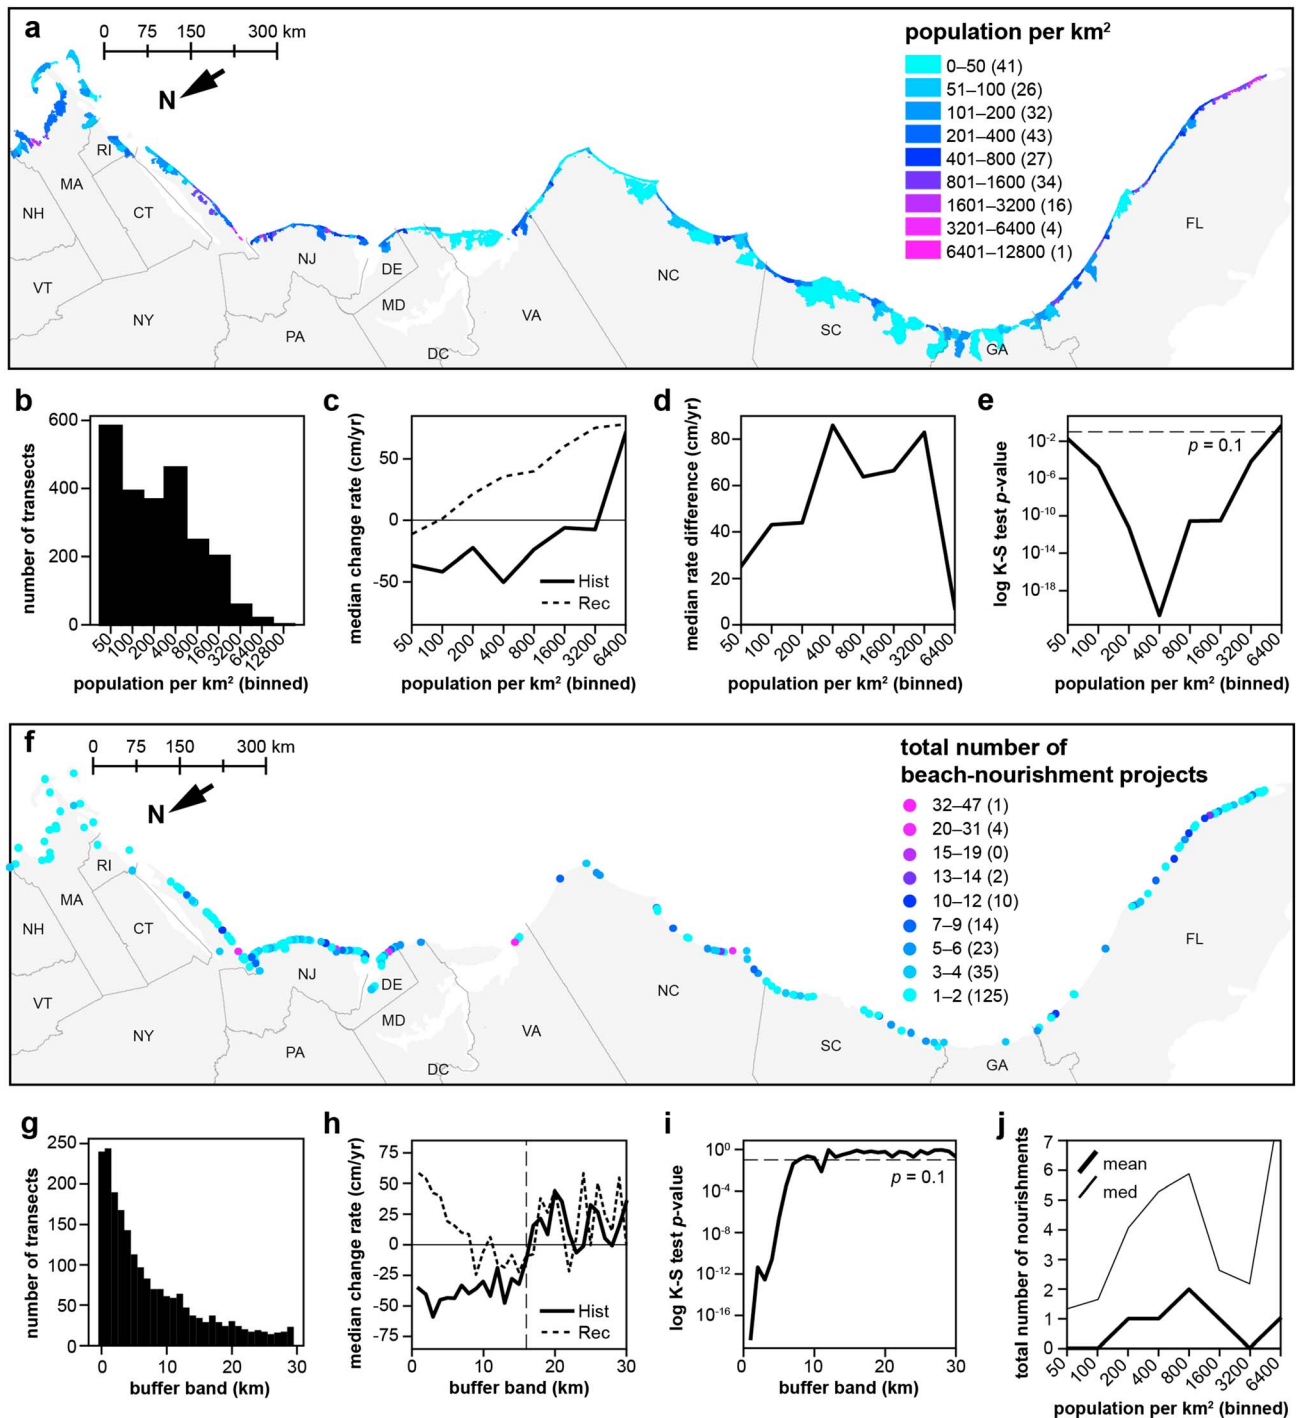 a
0 75 150 300 km
N
population per km²
0–50 (41)
51–100 (26)
101–200 (32)
201–400 (43)
401–800 (27)
801–1600 (34)
1601–3200 (16)
3201–6400 (4)
6401–12800 (1)
RI
MA
NH
CT
VT
NY
NJ
PA
DE
MD
DC
VA
NC
SC
GA
FL
b
number of transects
600
400
200
0
50 100 200 400 800 1600 3200 6400 12800
population per km² (binned)
c
median change rate (cm/yr)
50
0
-50
Hist
Rec
50 100 200 400 800 1600 3200 6400
population per km² (binned)
d
median rate difference (cm/yr)
80
60
40
20
0
50 100 200 400 800 1600 3200 6400
population per km² (binned)
e
log K-S test p-value
10⁻²
10⁻⁶
10⁻¹⁰
10⁻¹⁴
10⁻¹⁸
p = 0.1
50 100 200 400 800 1600 3200 6400
population per km² (binned)
f
0 75 150 300 km
N
total number of
beach-nourishment projects
32–47 (1)
20–31 (4)
15–19 (0)
13–14 (2)
10–12 (10)
7–9 (14)
5–6 (23)
3–4 (35)
1–2 (125)
RI
MA
NH
CT
VT
NY
NJ
PA
DE
MD
DC
VA
NC
SC
GA
FL
g
number of transects
250
200
150
100
50
0
0 10 20 30
buffer band (km)
h
median change rate (cm/yr)
75
50
25
0
-25
-50
-75
Hist
Rec
0 10 20 30
buffer band (km)
i
log K-S test p-value
10⁰
10⁻⁴
10⁻⁸
10⁻¹²
10⁻¹⁶
p = 0.1
0 10 20 30
buffer band (km)
j
total number of nourishments
7
6
5
4
3
2
1
0
mean
med
50 100 200 400 800 1600 3200 6400
population per km² (binned)